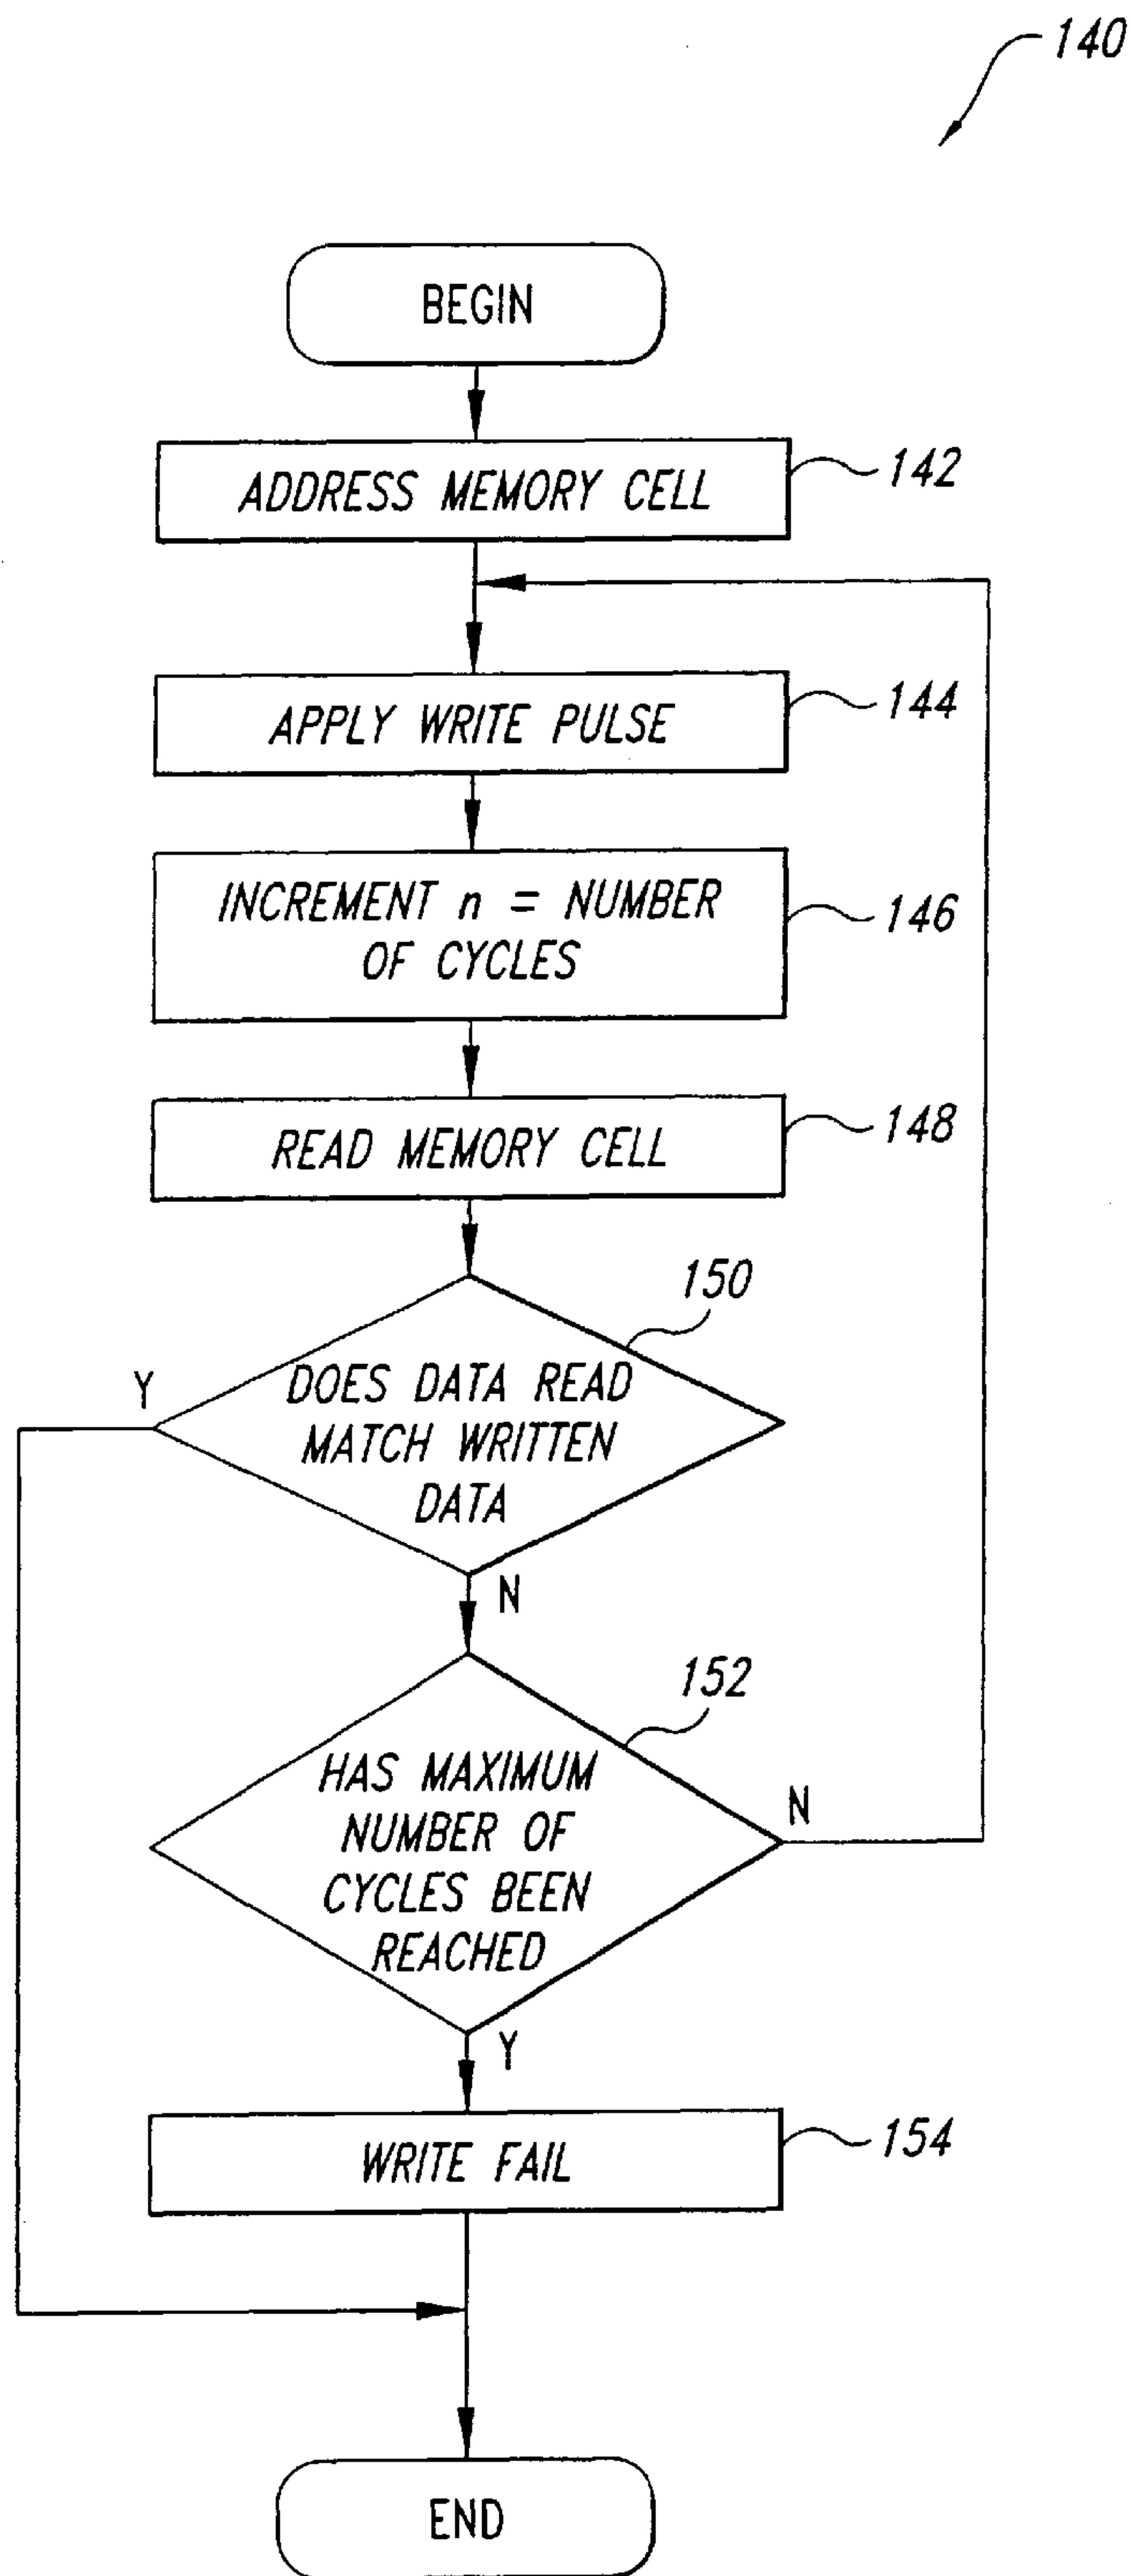 140
BEGIN
ADDRESS MEMORY CELL
142
APPLY WRITE PULSE
144
INCREMENT n = NUMBER
OF CYCLES
146
READ MEMORY CELL
148
150
Y
DOES DATA READ
MATCH WRITTEN
DATA
N
152
HAS MAXIMUM
NUMBER OF
CYCLES BEEN
REACHED
N
Y
WRITE FAIL
154
END